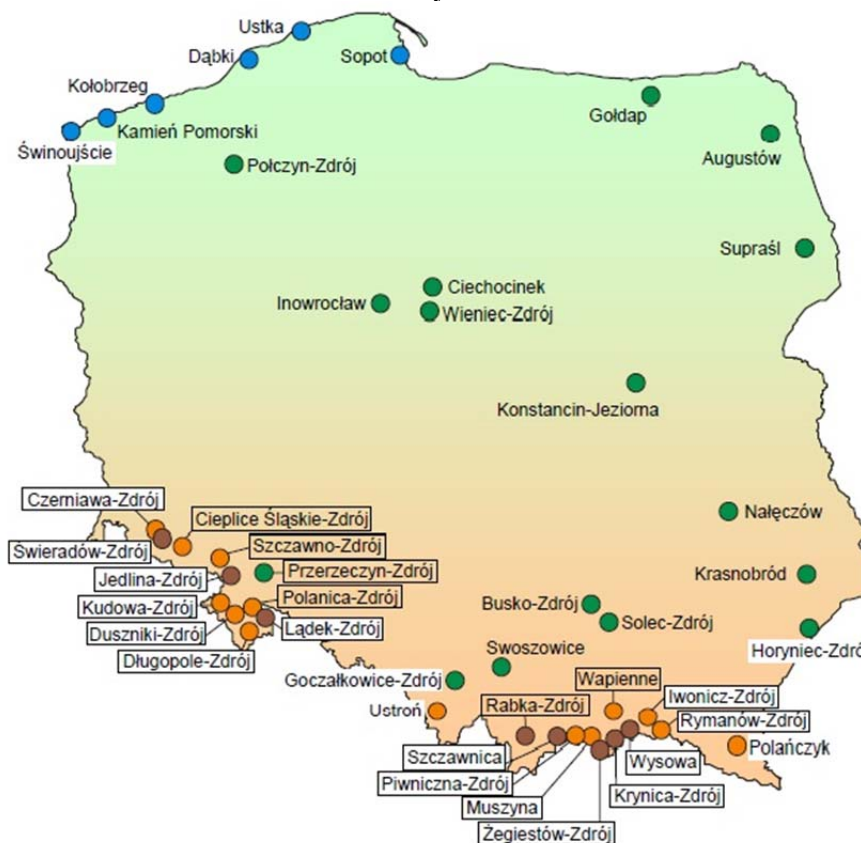 Ustka
Dąbki
Sopot
Kołobrzeg
Gołdap
Kamień Pomorski
Świnoujście
Augustów
Połczyn-Zdrój
Supraśl
Ciechocinek
Inowrocław
Wieniec-Zdrój
Konstancin-Jeziorna
Czerniawa-Zdrój
Cieplice Śląskie-Zdrój
Nałęczów
Świeradów-Zdrój
Szczawno-Zdrój
Jedlina-Zdrój
Przerzeczyn-Zdrój
Krasnobród
Kudowa-Zdrój
Polanica-Zdrój
Busko-Zdrój
Duszniki-Zdrój
Lądek-Zdrój
Solec-Zdrój
Długopole-Zdrój
Swoszowice
Horyniec-Zdró
Goczałkowice-Zdrój
Wapienne
Iwonicz-Zdrój
Ustroń
Rabka-Zdrój
Rymanów-Zdrój
Polańczyk
Szczawnica
Wysowa
Piwniczna-Zdrój
Krynica-Zdrój
Muszyna
Żegiestów-Zdrój